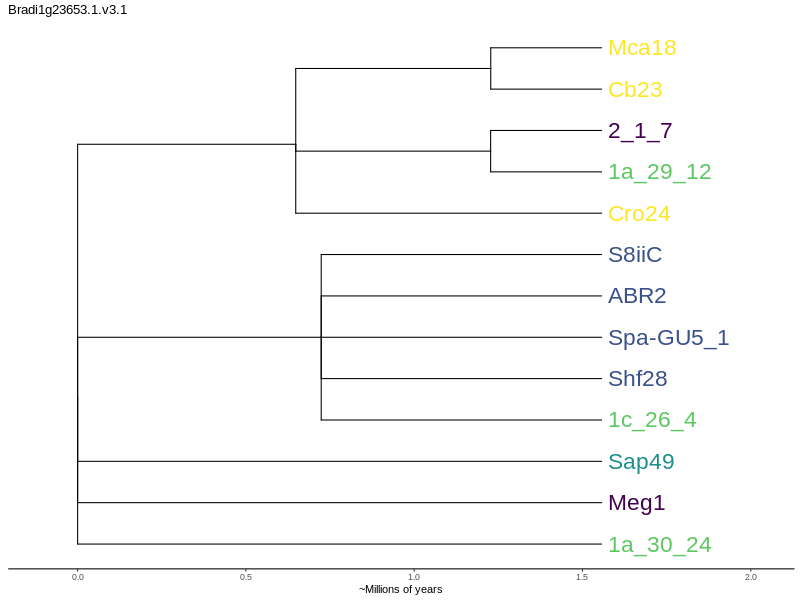 Bradi1g23653.1.v3.1
Mca18
Cb23
2_1_7
1a_29_12
Cro24
S8iiC
ABR2
Spa-GU5_1
Shf28
1c_26_4
Sap49
Meg1
1a_30_24
0.0 0.5 1.0 1.5 2.0
~Millions of years